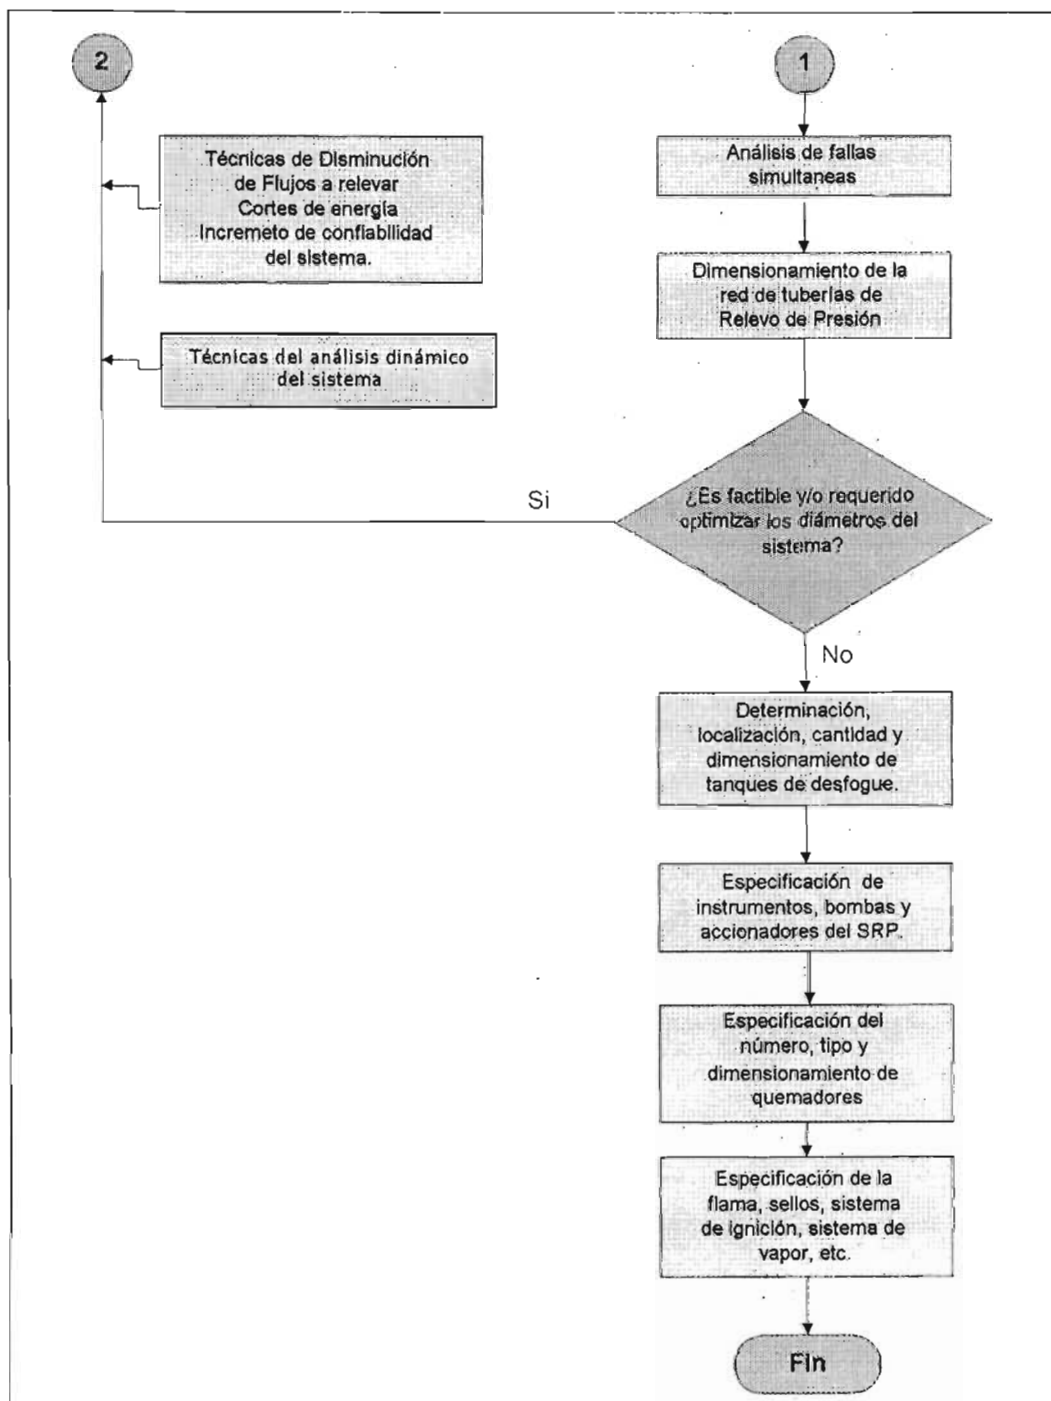 2
1
Técnicas de Disminución
de Flujos a relevar
Cortes de energía
Incremeto de confiabilidad
del sistema.
Técnicas del análisis dinámico
del sistema
Análisis de fallas
simultaneas
Dimensionamiento de la
red de tuberías de
Relevo de Presión
¿Es factible y/o requerido
optimizar los diámetros del
sistema?
Si
No
Determinación,
localización, cantidad y
dimensionamiento de
tanques de desfogue.
Especificación de
instrumentos, bombas y
accionadores del SRP.
Especificación del
número, tipo y
dimensionamiento de
quemadores
Especificación de la
flama, sellos, sistema
de ignición, sistema de
vapor, etc.
Fin